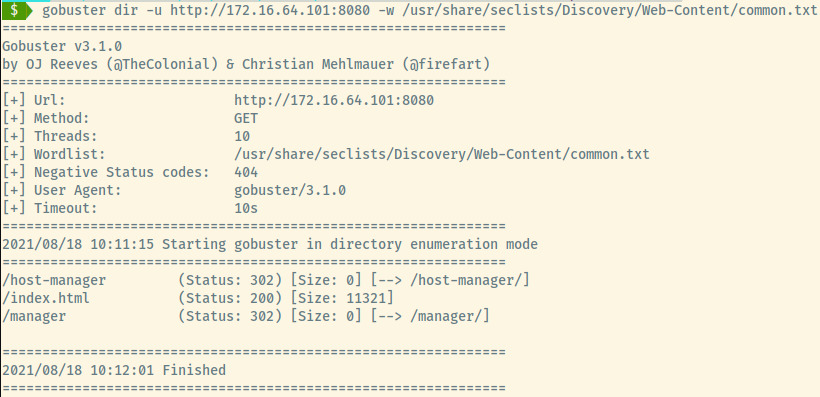 $ gobuster dir -u http://172.16.64.101:8080 -w /usr/share/seclists/Discovery/Web-Content/common.txt
===============================================================
Gobuster v3.1.0
by OJ Reeves (@TheColonial) & Christian Mehlmauer (@firefart)
===============================================================
[+] Url:                     http://172.16.64.101:8080
[+] Method:                  GET
[+] Threads:                 10
[+] Wordlist:                /usr/share/seclists/Discovery/Web-Content/common.txt
[+] Negative Status codes:   404
[+] User Agent:              gobuster/3.1.0
[+] Timeout:                 10s
===============================================================
2021/08/18 10:11:15 Starting gobuster in directory enumeration mode
===============================================================
/host-manager         (Status: 302) [Size: 0] [--> /host-manager/]
/index.html           (Status: 200) [Size: 11321]
/manager              (Status: 302) [Size: 0] [--> /manager/]
===============================================================
2021/08/18 10:12:01 Finished
===============================================================